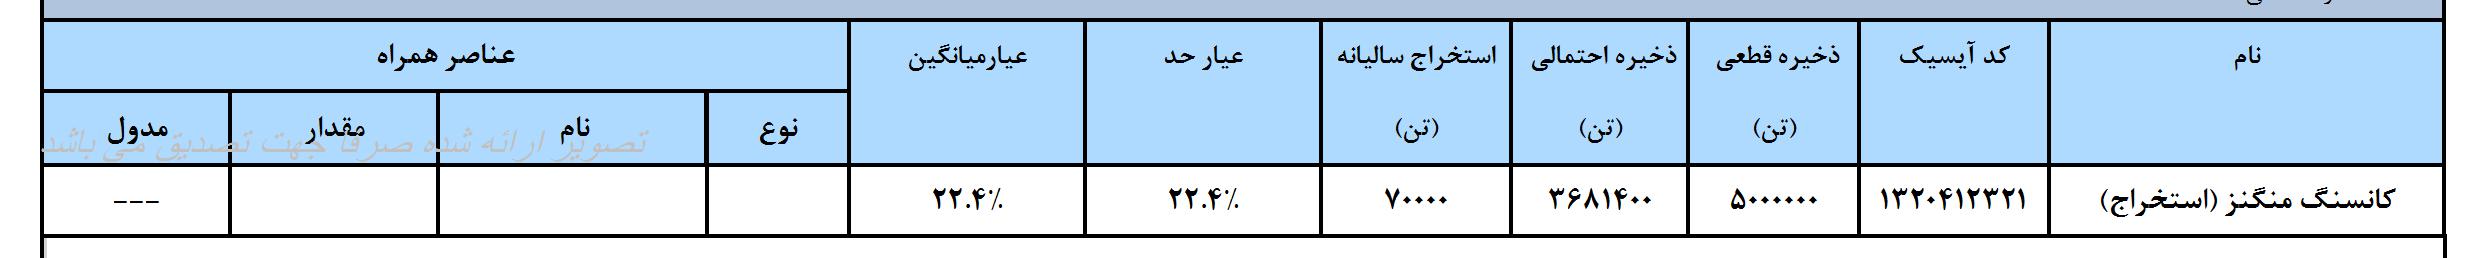 نام	کد آیسیک	ذخیره قطعی (تن)	ذخیره احتمالی (تن)	استخراج سالیانه (تن)	عیار حد	عیارمیانگین	عناصر همراه
نوع	نام	مقدار	مدول
تصویر ارائه شده صرفا جهت تصدیق می باشد
کانسنگ منگنز (استخراج)	۱۳۲۰۴۱۲۳۲۱	۵۰۰۰۰۰۰	۳۶۸۱۴۰۰	۷۰۰۰۰	۲۲.۴%	۲۲.۴%	---